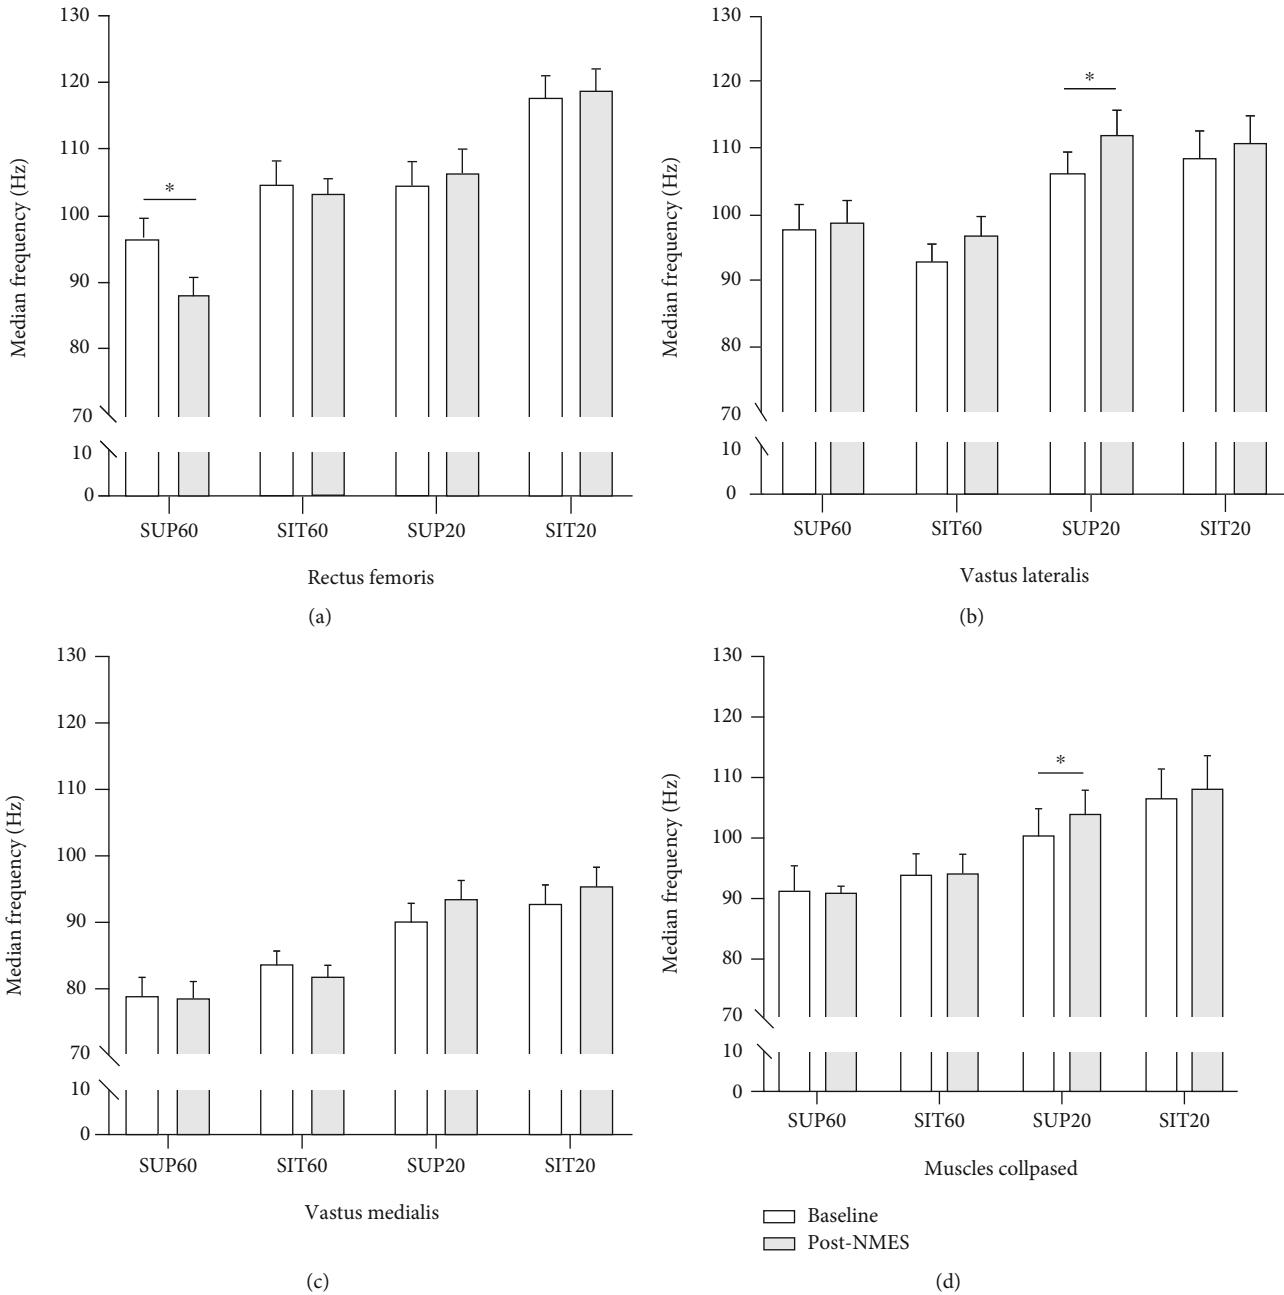 130
120
110
100
90
80
70
10
0
Median frequency (Hz)
*
SUP60 SIT60 SUP20 SIT20
Rectus femoris
(a)
130
120
110
100
90
80
70
10
0
Median frequency (Hz)
*
SUP60 SIT60 SUP20 SIT20
Vastus lateralis
(b)
130
120
110
100
90
80
70
10
0
Median frequency (Hz)
SUP60 SIT60 SUP20 SIT20
Vastus medialis
(c)
130
120
110
100
90
80
70
10
0
Median frequency (Hz)
*
SUP60 SIT60 SUP20 SIT20
Muscles collpased
Baseline
Post-NMES
(d)